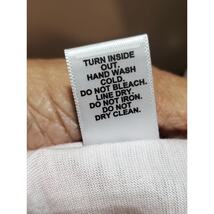 TURN INSIDE
OUT.
HAND WASH
COLD.
DO NOT BLEACH.
LINE DRY.
DO NOT IRON.
DO NOT
DRY CLEAN.